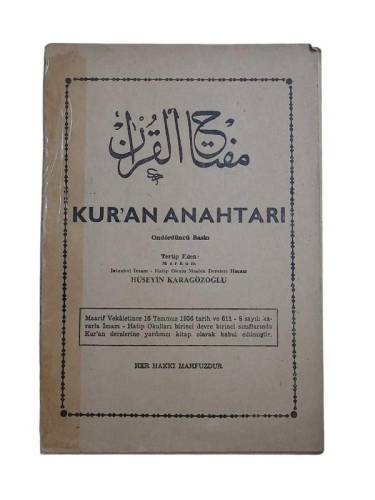 مفتاح القرآن
KUR'AN ANAHTARI
Ondördüncü Baskı
Tertip Eden:
Merhum
İstanbul İmam - Hatip Okulu Meslek Dersleri Hocası
HÜSEYİN KARAGÖZOĞLU
Maarif Vekâletince 16 Temmuz 1956 tarih ve 611 - 8 sayılı ka-
rarla İmam - Hatip Okulları birinci devre birinci sınıflarında
Kur'an derslerine yardımcı kitap olarak kabul edilmiştir.
HER HAKKI MAHFUZDUR